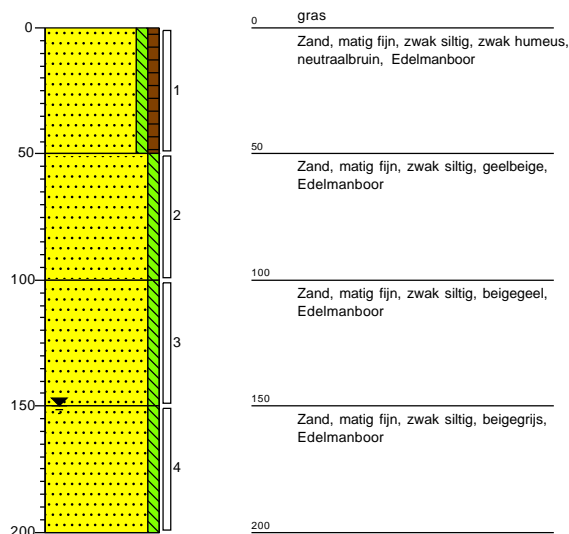 0
gras
0
Zand, matig fijn, zwak siltig, zwak humeus,
neutraalbruin, Edelmanboor
1
50
50
Zand, matig fijn, zwak siltig, geelbeige,
Edelmanboor
2
100
100
Zand, matig fijn, zwak siltig, beigegeel,
Edelmanboor
3
150
150
Zand, matig fijn, zwak siltig, beigegrijs,
Edelmanboor
4
200
200